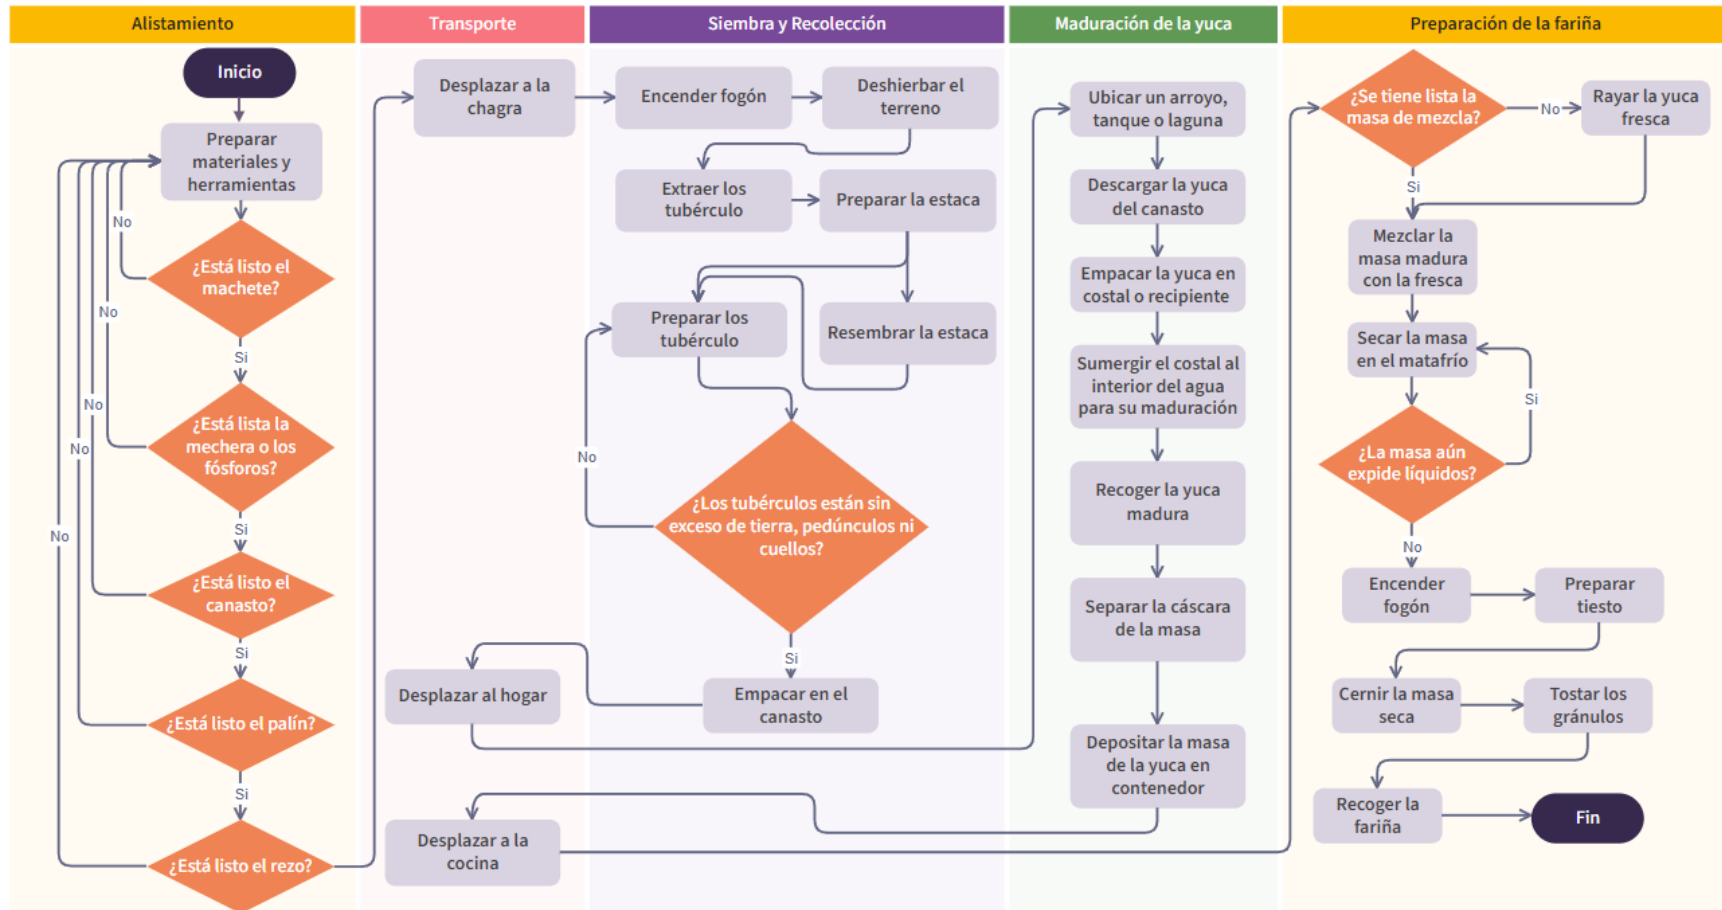 Alistamiento
Transporte
Siembra y Recolección
Maduración de la yuca
Preparación de la fariña
Inicio
Preparar
materiales y
herramientas
No
¿Está listo el
machete?
Si
No
¿Está lista la
mechera o los
fósforos?
Si
No
¿Está listo el
canasto?
Si
No
¿Está listo el palín?
Si
No
¿Está listo el rezo?
Desplazar a la
chagra
Desplazar al hogar
Desplazar a la
cocina
Encender fogón
Deshierbar el
terreno
Extraer los
tubérculo
Preparar la estaca
Preparar los
tubérculo
Resembrar la estaca
No
¿Los tubérculos están sin
exceso de tierra, pedúnculos ni
cuellos?
Si
Empacar en el
canasto
Ubicar un arroyo,
tanque o laguna
Descargar la yuca
del canasto
Empacar la yuca en
costal o recipiente
Sumergir el costal al
interior del agua
para su maduración
Recoger la yuca
madura
Separar la cáscara
de la masa
Depositar la masa
de la yuca en
contenedor
¿Se tiene lista la
masa de mezcla?
No
Rayar la yuca
fresca
Si
Mezclar la
masa madura
con la fresca
Secar la masa
en el matafrío
Si
¿La masa aún
expide líquidos?
No
Encender
fogón
Preparar
tiesto
Cernir la masa
seca
Tostar los
gránulos
Recoger la
fariña
Fin